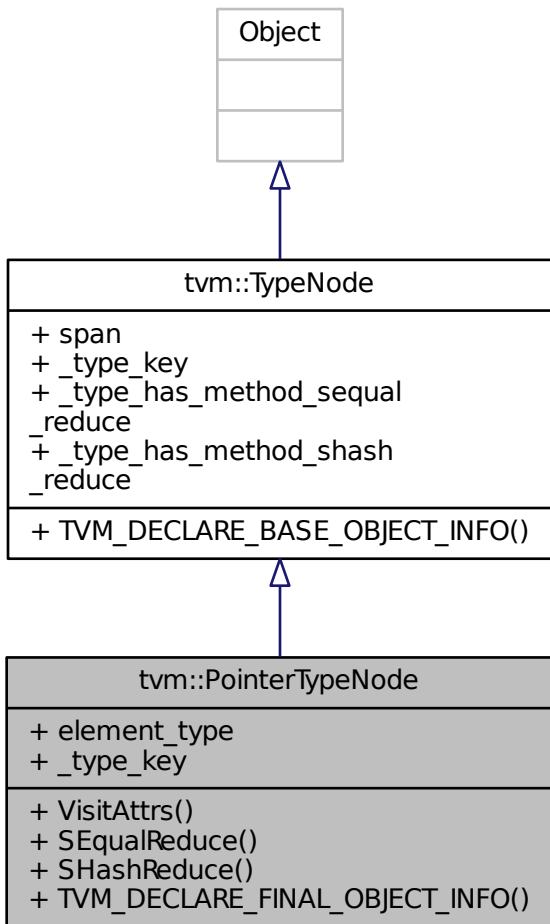 Object
tvm::TypeNode
+ span
+ _type_key
+ _type_has_method_sequal
_reduce
+ _type_has_method_shash
_reduce
+ TVM_DECLARE_BASE_OBJECT_INFO()
tvm::PointerTypeNode
+ element_type
+ _type_key
+ VisitAttrs()
+ SEqualReduce()
+ SHashReduce()
+ TVM_DECLARE_FINAL_OBJECT_INFO()